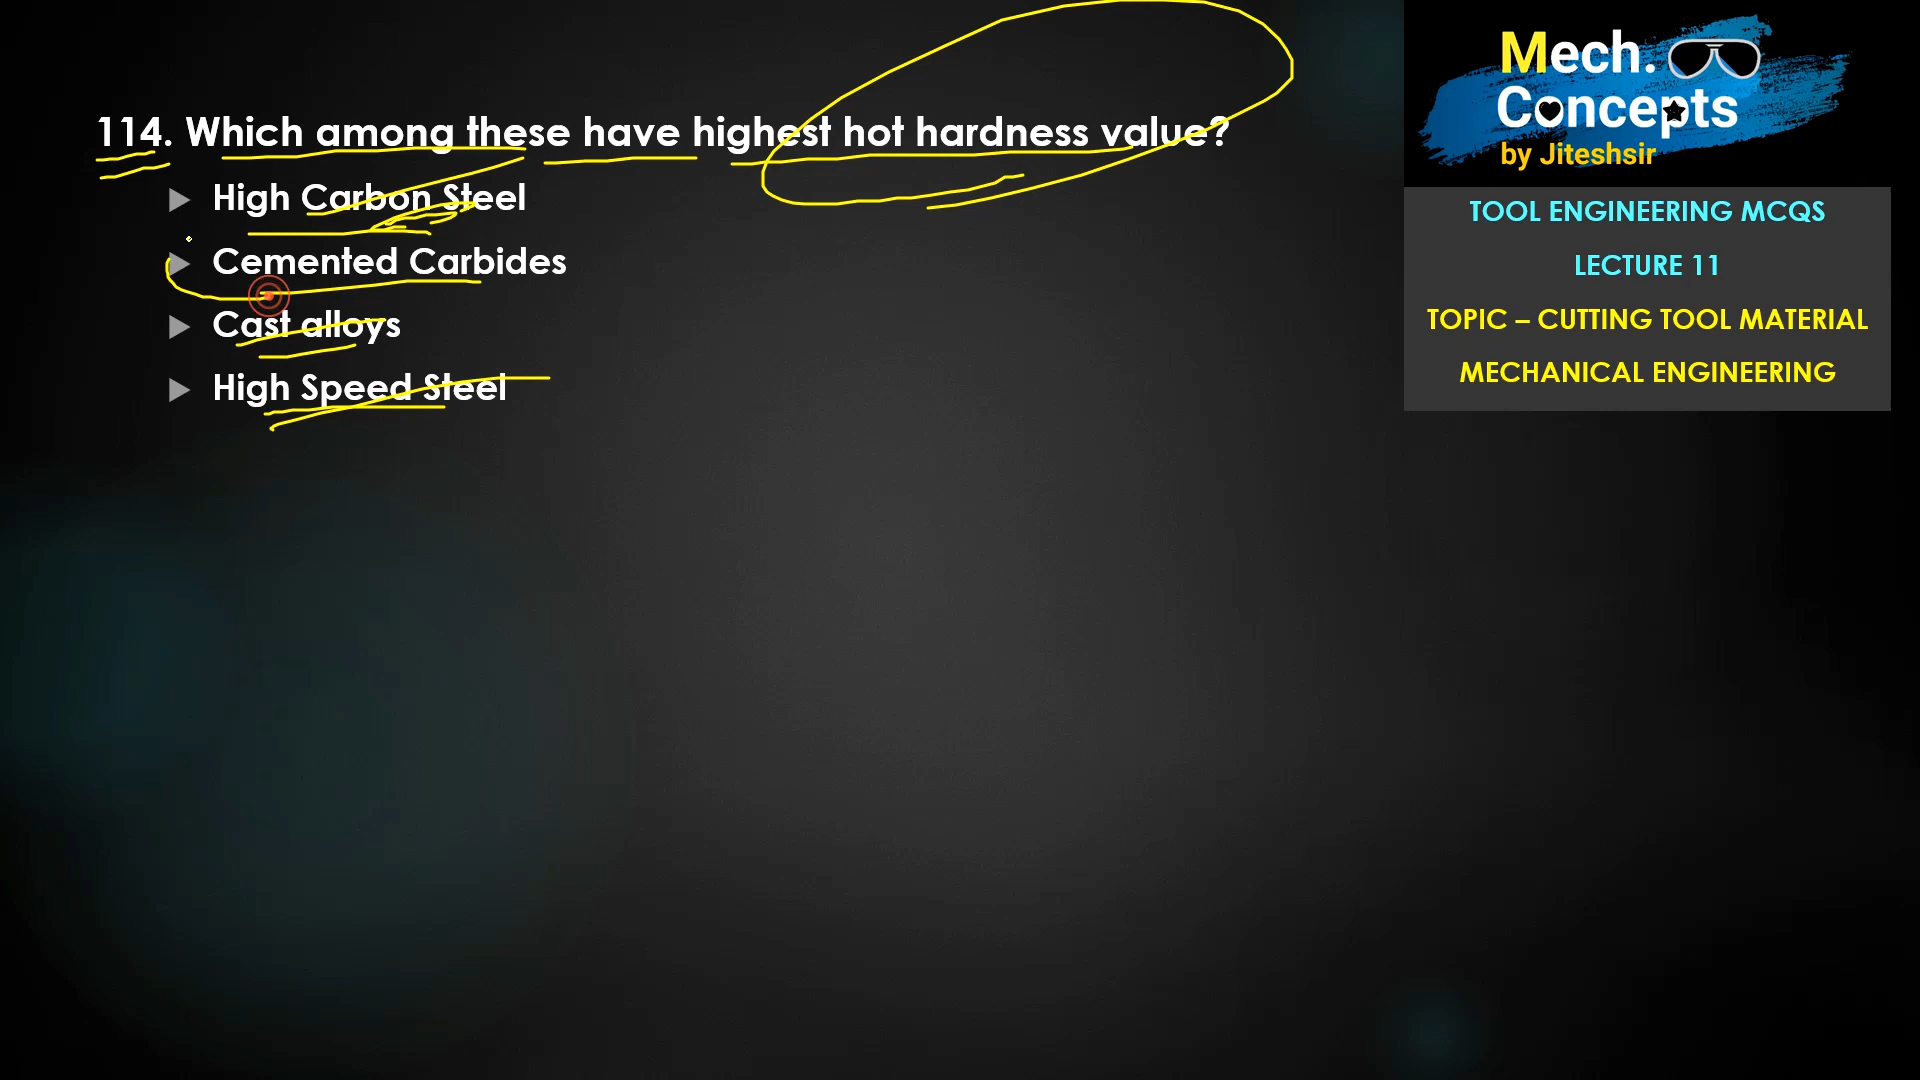 114. Which among these have highest hot hardness value?
High Carbon Steel
Cemented Carbides
Cast alloys
High Speed Steel
Mech.
Concepts
by Jiteshsir
TOOL ENGINEERING MCQS
LECTURE 11
TOPIC – CUTTING TOOL MATERIAL
MECHANICAL ENGINEERING